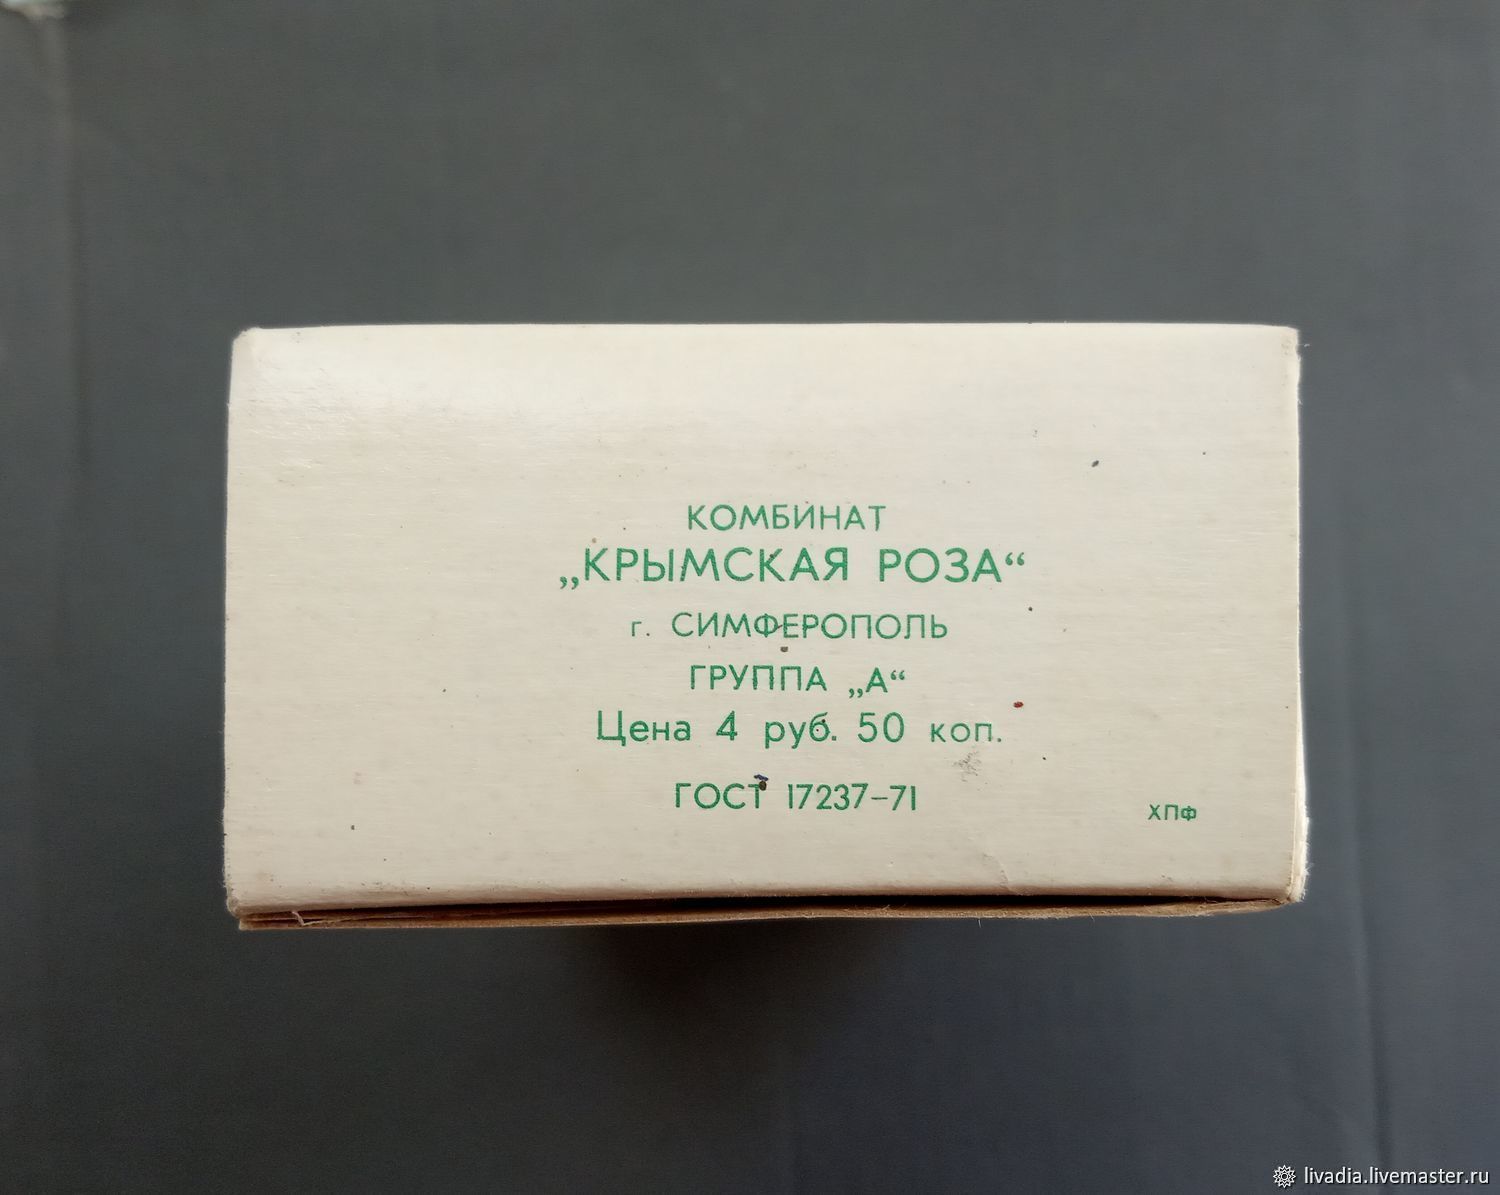 КОМБИНАТ
„КРЫМСКАЯ РОЗА“
г. СИМФЕРОПОЛЬ
ГРУППА „А“
Цена 4 руб. 50 коп.
ГОСТ 17237–71
ХПФ
livadia.livemaster.ru